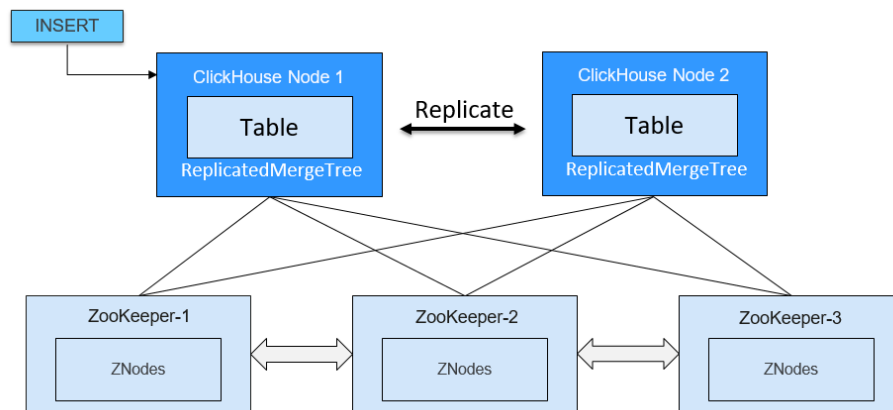 INSERT
ClickHouse Node 1
Table
ReplicatedMergeTree
Replicate
ClickHouse Node 2
Table
ReplicatedMergeTree
ZooKeeper-1
ZNodes
ZooKeeper-2
ZNodes
ZooKeeper-3
ZNodes